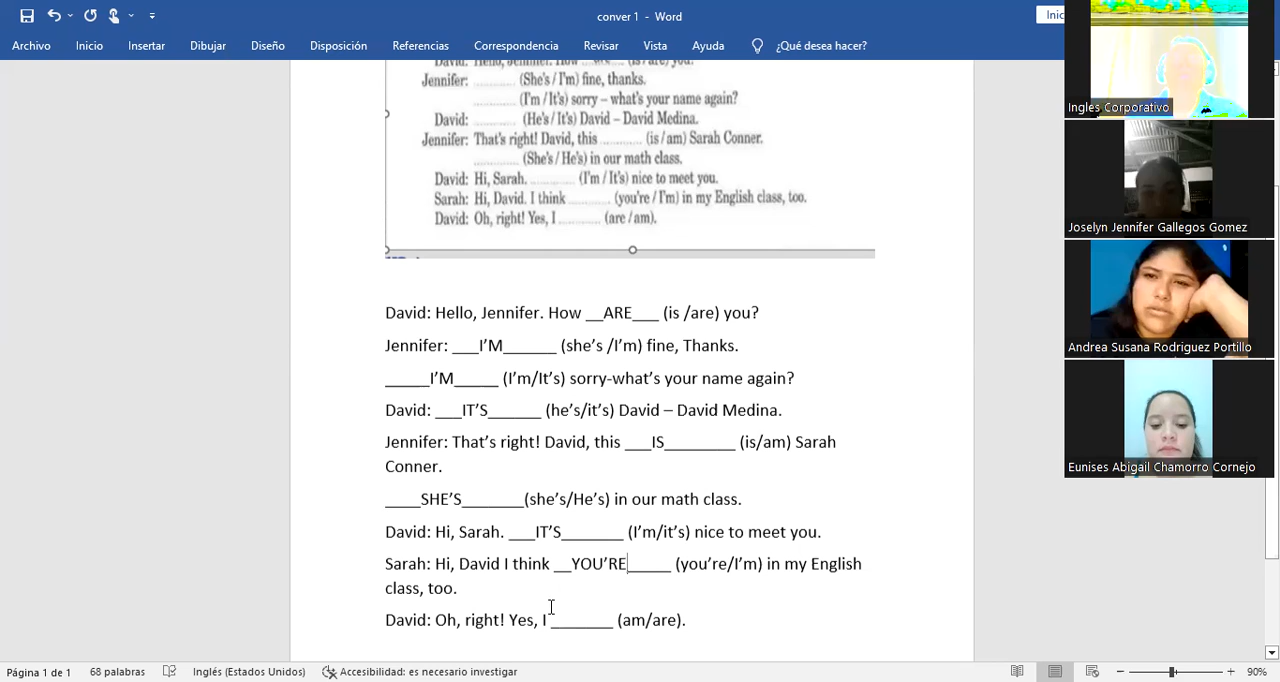 conver 1 - Word
Inic
Archivo Inicio Insertar Dibujar Diseño Disposición Referencias Correspondencia Revisar Vista Ayuda ¿Qué desea hacer?
David: Hello, Jennifer. How ........ (is / are) you?
Jennifer: ........ (She's / I'm) fine, thanks.
........ (I'm / It's) sorry – what's your name again?
David: ........ (He's / It's) David – David Medina.
Jennifer: That's right! David, this ........ (is / am) Sarah Conner.
........ (She's / He's) in our math class.
David: Hi, Sarah. ........ (I'm / It's) nice to meet you.
Sarah: Hi, David. I think ........ (you're / I'm) in my English class, too.
David: Oh, right! Yes, I ........ (are / am).
David: Hello, Jennifer. How __ARE___ (is /are) you?
Jennifer: ___I'M______ (she's /I'm) fine, Thanks.
_____I'M_____ (I'm/It's) sorry-what's your name again?
David: ___IT'S______ (he's/it's) David – David Medina.
Jennifer: That's right! David, this ___IS________ (is/am) Sarah
Conner.
____SHE'S_______(she's/He's) in our math class.
David: Hi, Sarah. ___IT'S_______ (I'm/it's) nice to meet you.
Sarah: Hi, David I think __YOU'RE_____ (you're/I'm) in my English
class, too.
David: Oh, right! Yes, I _______ (am/are).
Página 1 de 1 68 palabras Inglés (Estados Unidos) Accesibilidad: es necesario investigar 90%
Ingles Corporativo
Joselyn Jennifer Gallegos Gomez
Andrea Susana Rodriguez Portillo
Eunises Abigail Chamorro Cornejo